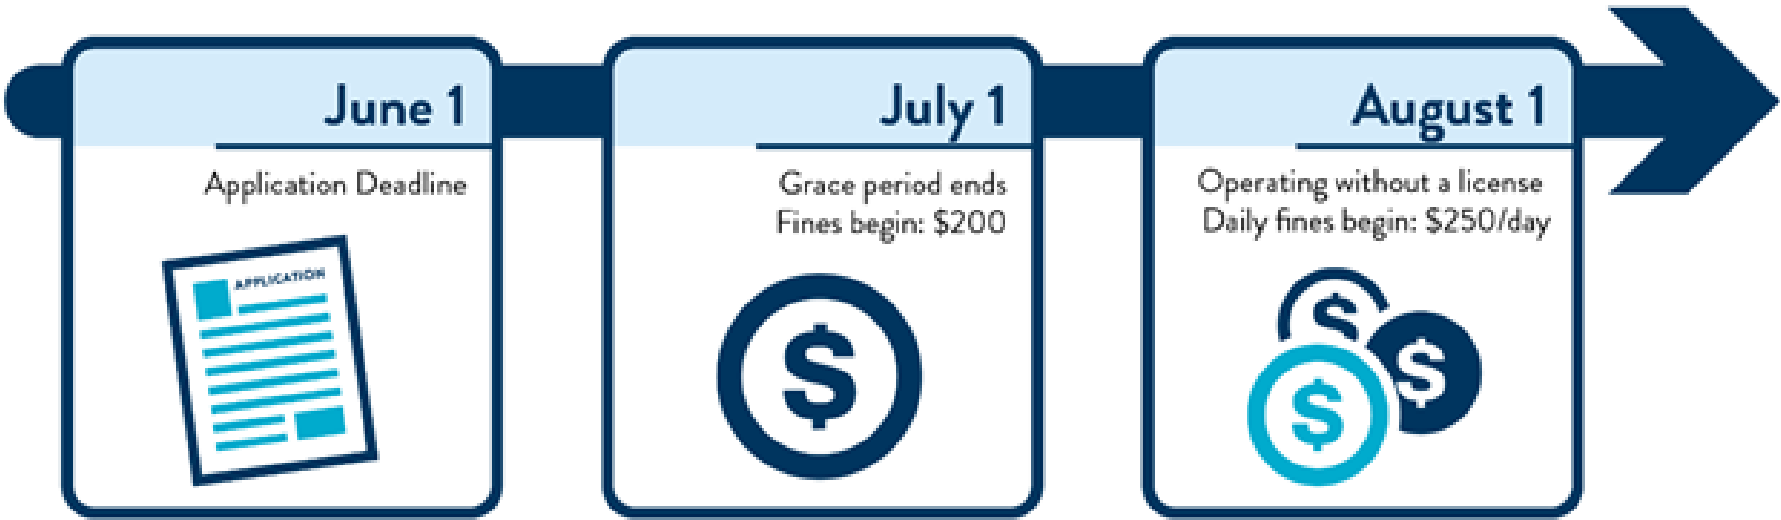 June 1
Application Deadline
APPLICATION
July 1
Grace period ends
Fines begin: $200
$
August 1
Operating without a license
Daily fines begin: $250/day
$
$
$